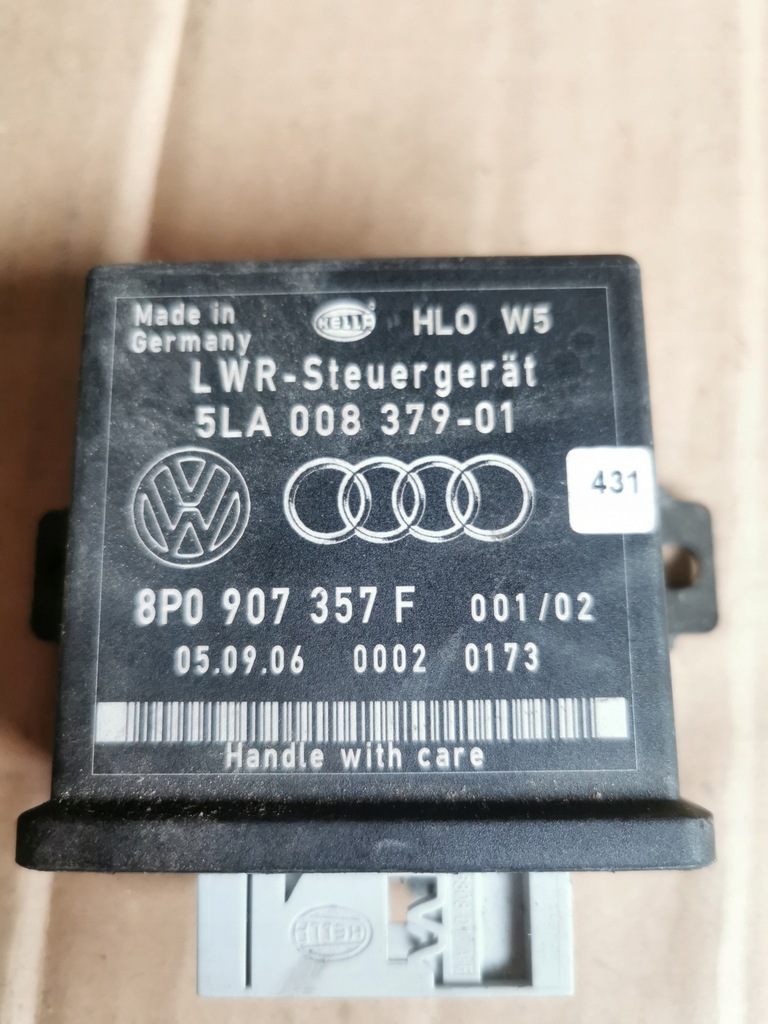 Made in
Germany
HELLA
HLO W5
LWR-Steuergerät
5LA 008 379-01
431
8P0 907 357 F 001/02
05.09.06 0002 0173
Handle with care
HELLA